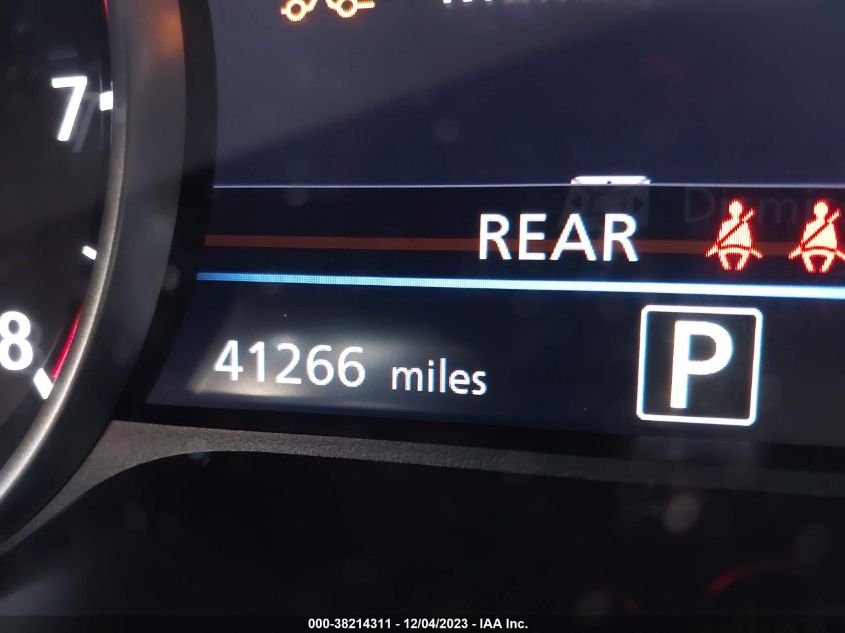 7
REAR
8
41266 miles
P
000-38214311 - 12/04/2023 - IAA Inc.